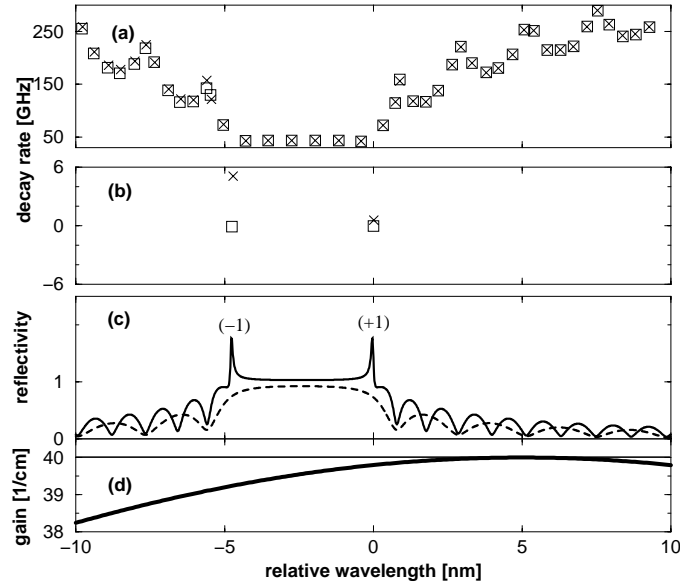 250
(a)
150
50
decay rate [GHz]
6
(b)
0
−6
(c)
(−1)
(+1)
reflectivity
1
0
40
(d)
39
38
gain [1/cm]
−10
−5
0
5
10
relative wavelength [nm]